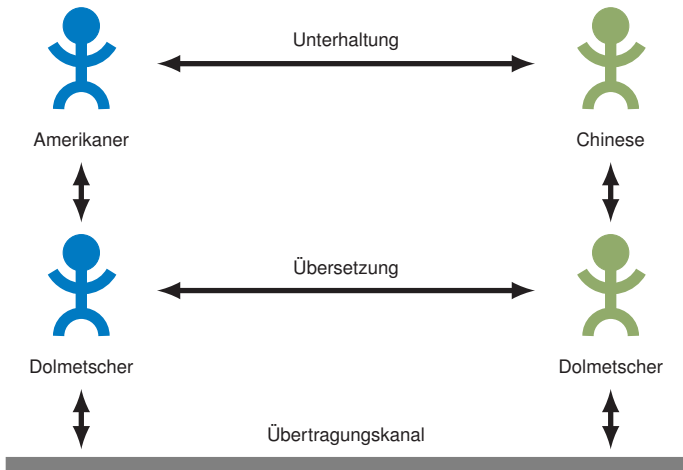 Unterhaltung
Amerikaner
Chinese
Übersetzung
Dolmetscher
Dolmetscher
Übertragungskanal